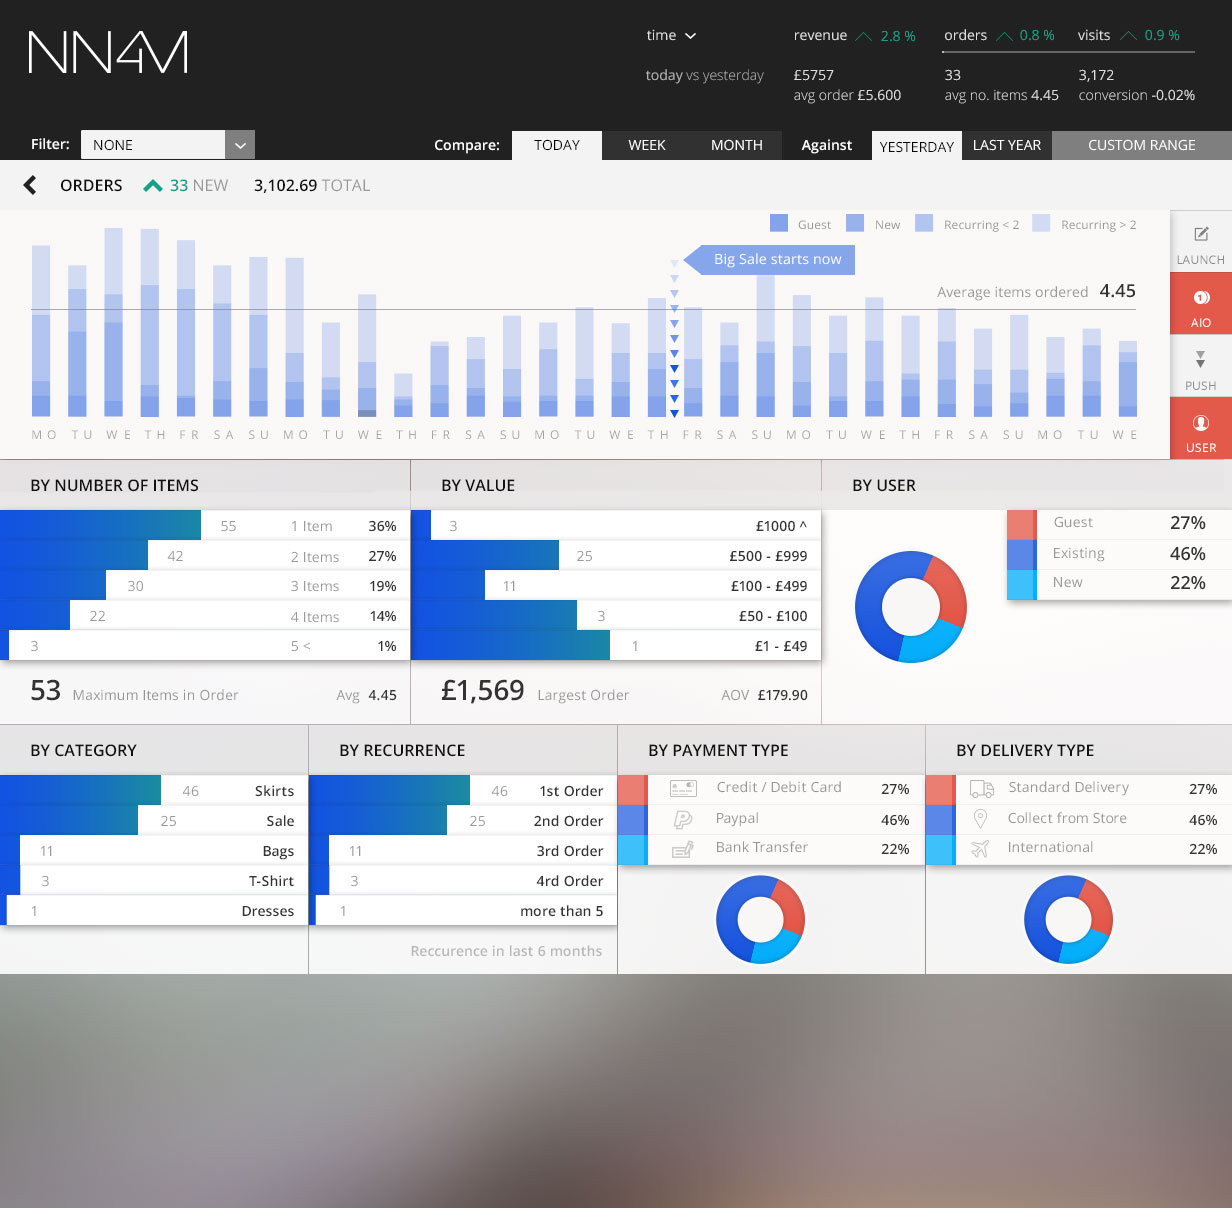 NN4M
time
revenue 2.8 %
orders 0.8 %
visits 0.9 %
today vs yesterday
£5757
avg order £5.600
33
avg no. items 4.45
3,172
conversion -0.02%
Filter: NONE
Compare: TODAY WEEK MONTH Against YESTERDAY LAST YEAR CUSTOM RANGE
ORDERS 33 NEW 3,102.69 TOTAL
Guest New Recurring < 2 Recurring > 2
Big Sale starts now
Average items ordered 4.45
MO TU WE TH FR SA SU MO TU WE TH FR SA SU MO TU WE TH FR SA SU MO TU WE TH FR SA SU MO TU WE
LAUNCH
1
AIO
PUSH
USER
BY NUMBER OF ITEMS
55 1 Item 36%
42 2 Items 27%
30 3 Items 19%
22 4 Items 14%
3 5 < 1%
53 Maximum Items in Order Avg 4.45
BY VALUE
3 £1000 ^
25 £500 - £999
11 £100 - £499
3 £50 - £100
1 £1 - £49
£1,569 Largest Order AOV £179.90
BY USER
Guest 27%
Existing 46%
New 22%
BY CATEGORY
46 Skirts
25 Sale
11 Bags
3 T-Shirt
1 Dresses
BY RECURRENCE
46 1st Order
25 2nd Order
11 3rd Order
3 4rd Order
1 more than 5
Reccurence in last 6 months
BY PAYMENT TYPE
Credit / Debit Card 27%
Paypal 46%
Bank Transfer 22%
BY DELIVERY TYPE
Standard Delivery 27%
Collect from Store 46%
International 22%